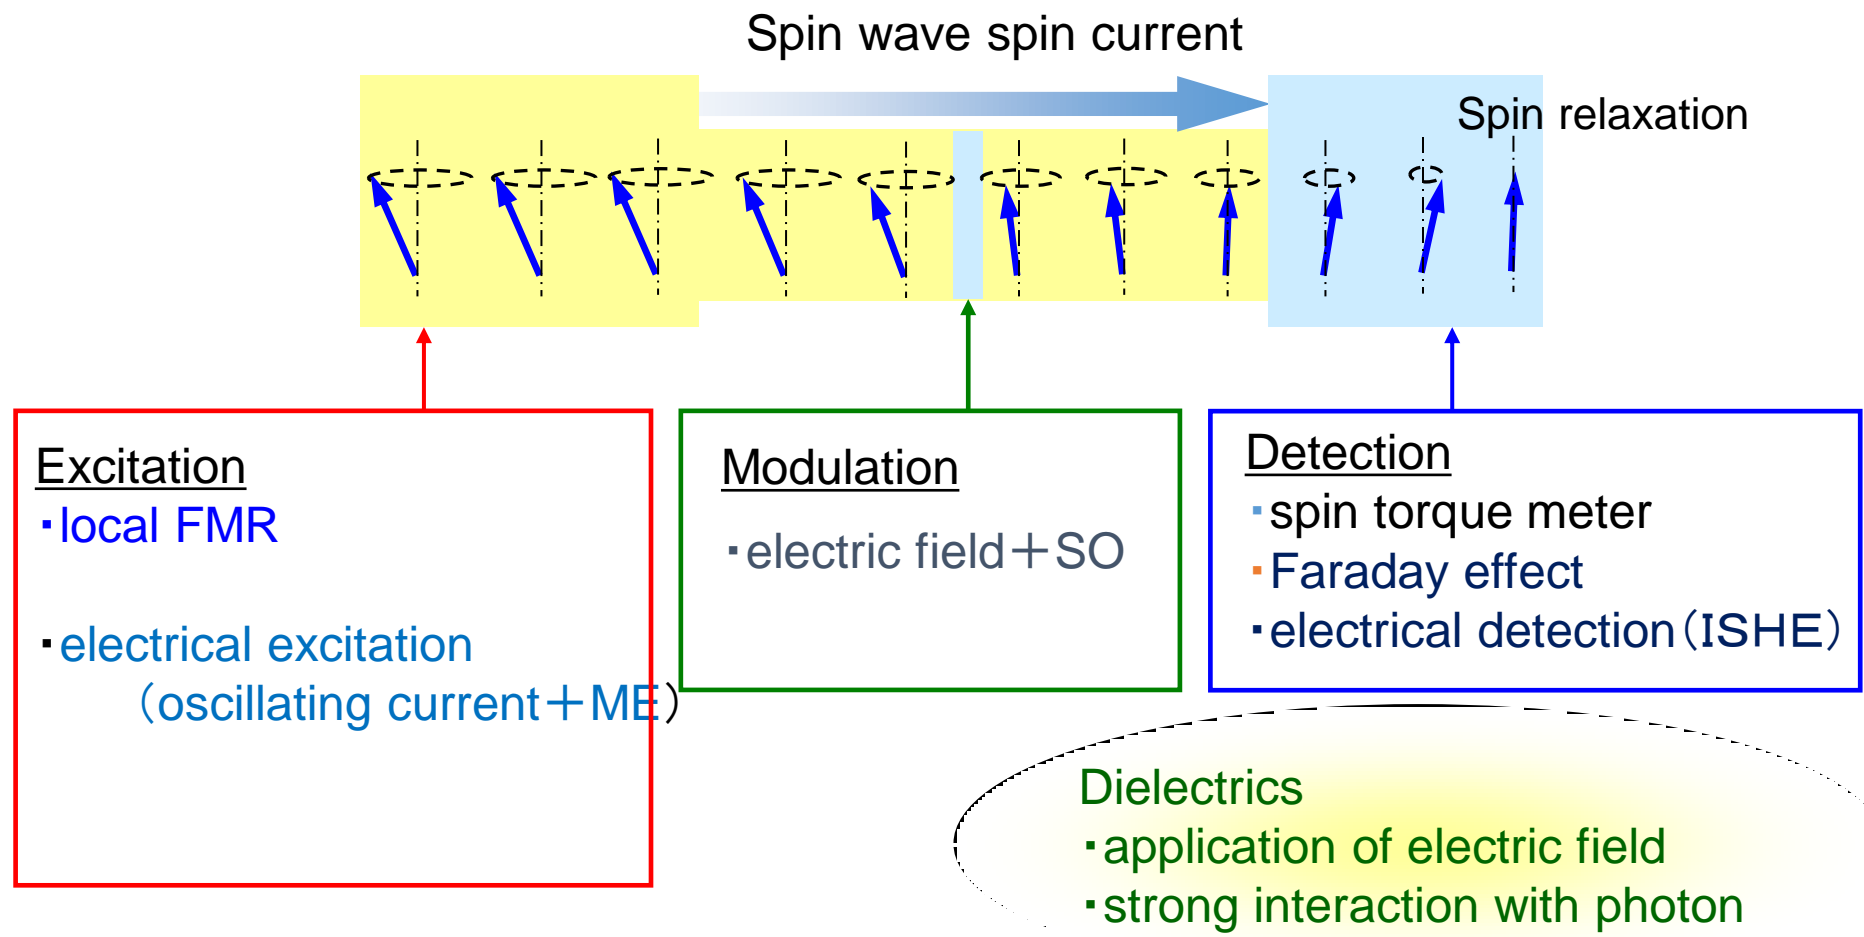 Spin wave spin current
Spin relaxation
Excitation
・local FMR
・electrical excitation
（oscillating current＋ME）
Modulation
・electric field＋SO
Detection
・spin torque meter
・Faraday effect
・electrical detection（ISHE）
Dielectrics
・application of electric field
・strong interaction with photon